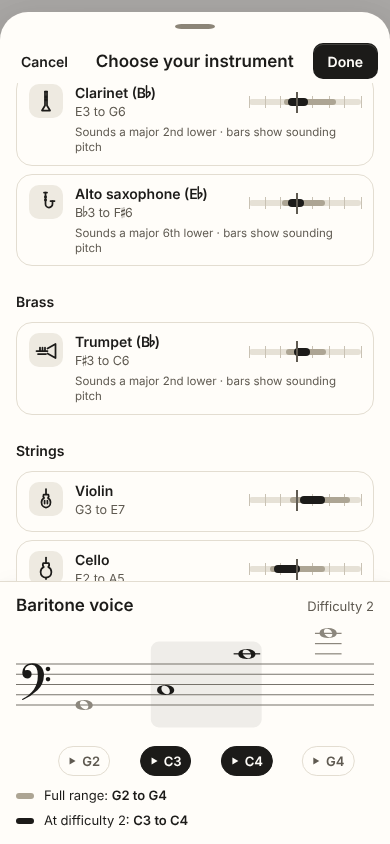 Cancel
Choose your instrument
Done
Clarinet (B♭)
E3 to G6
Sounds a major 2nd lower · bars show sounding
pitch
Alto saxophone (E♭)
B♭3 to F♯6
Sounds a major 6th lower · bars show sounding
pitch
Brass
Trumpet (B♭)
F♯3 to C6
Sounds a major 2nd lower · bars show sounding
pitch
Strings
Violin
G3 to E7
Cello
E2 to A5
Baritone voice
Difficulty 2
G2
C3
C4
G4
Full range: G2 to G4
At difficulty 2: C3 to C4